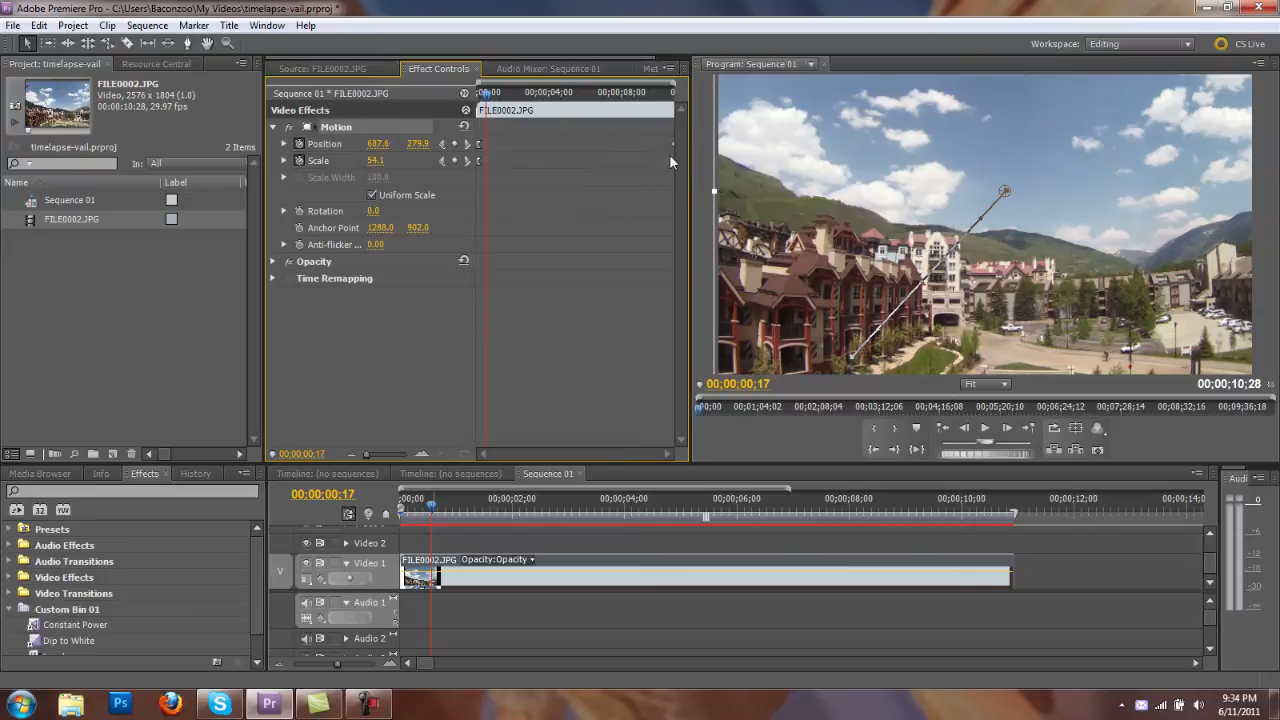 Adobe Premiere Pro - C:\Users\Baconzoo\My Videos\timelapse-vail.prproj *
File Edit Project Clip Sequence Marker Title Window Help
Workspace: Editing CS Live
Project: timelapse-vail Resource Central
FILE0002.JPG
Video, 2576 x 1804 (1.0)
00;00;10;28, 29.97 fps
timelapse-vail.prproj 2 Items
In: All
Name Label
Sequence 01
FILE0002.JPG
Source: FILE0002.JPG Effect Controls Audio Mixer: Sequence 01 Met
Sequence 01 * FILE0002.JPG ;00;00 00;00;04;00 00;00;08;00 0
Video Effects FILE0002.JPG
fx Motion
Position 687.6 279.9
Scale 54.1
Scale Width 100.0
Uniform Scale
Rotation 0.0
Anchor Point 1288.0 902.0
Anti-flicker ... 0.00
fx Opacity
Time Remapping
00;00;00;17
Program: Sequence 01
00;00;00;17 Fit 00;00;10;28
;00;00 00;01;04;02 00;02;08;04 00;03;12;06 00;04;16;08 00;05;20;10 00;06;24;12 00;07;28;14 00;08;32;16 00;09;36;18
Media Browser Info Effects History
Presets
Audio Effects
Audio Transitions
Video Effects
Video Transitions
Custom Bin 01
Constant Power
Dip to White
Timeline: (no sequences) Timeline: (no sequences) Sequence 01
00;00;00;17 ;00;00 00;00;02;00 00;00;04;00 00;00;06;00 00;00;08;00 00;00;10;00 00;00;12;00 00;00;14;0
Video 2
V Video 1 FILE0002.JPG Opacity:Opacity
Audio 1
Audio 2
Audi
0
-6
-12
-18
-30
9:34 PM
6/11/2011